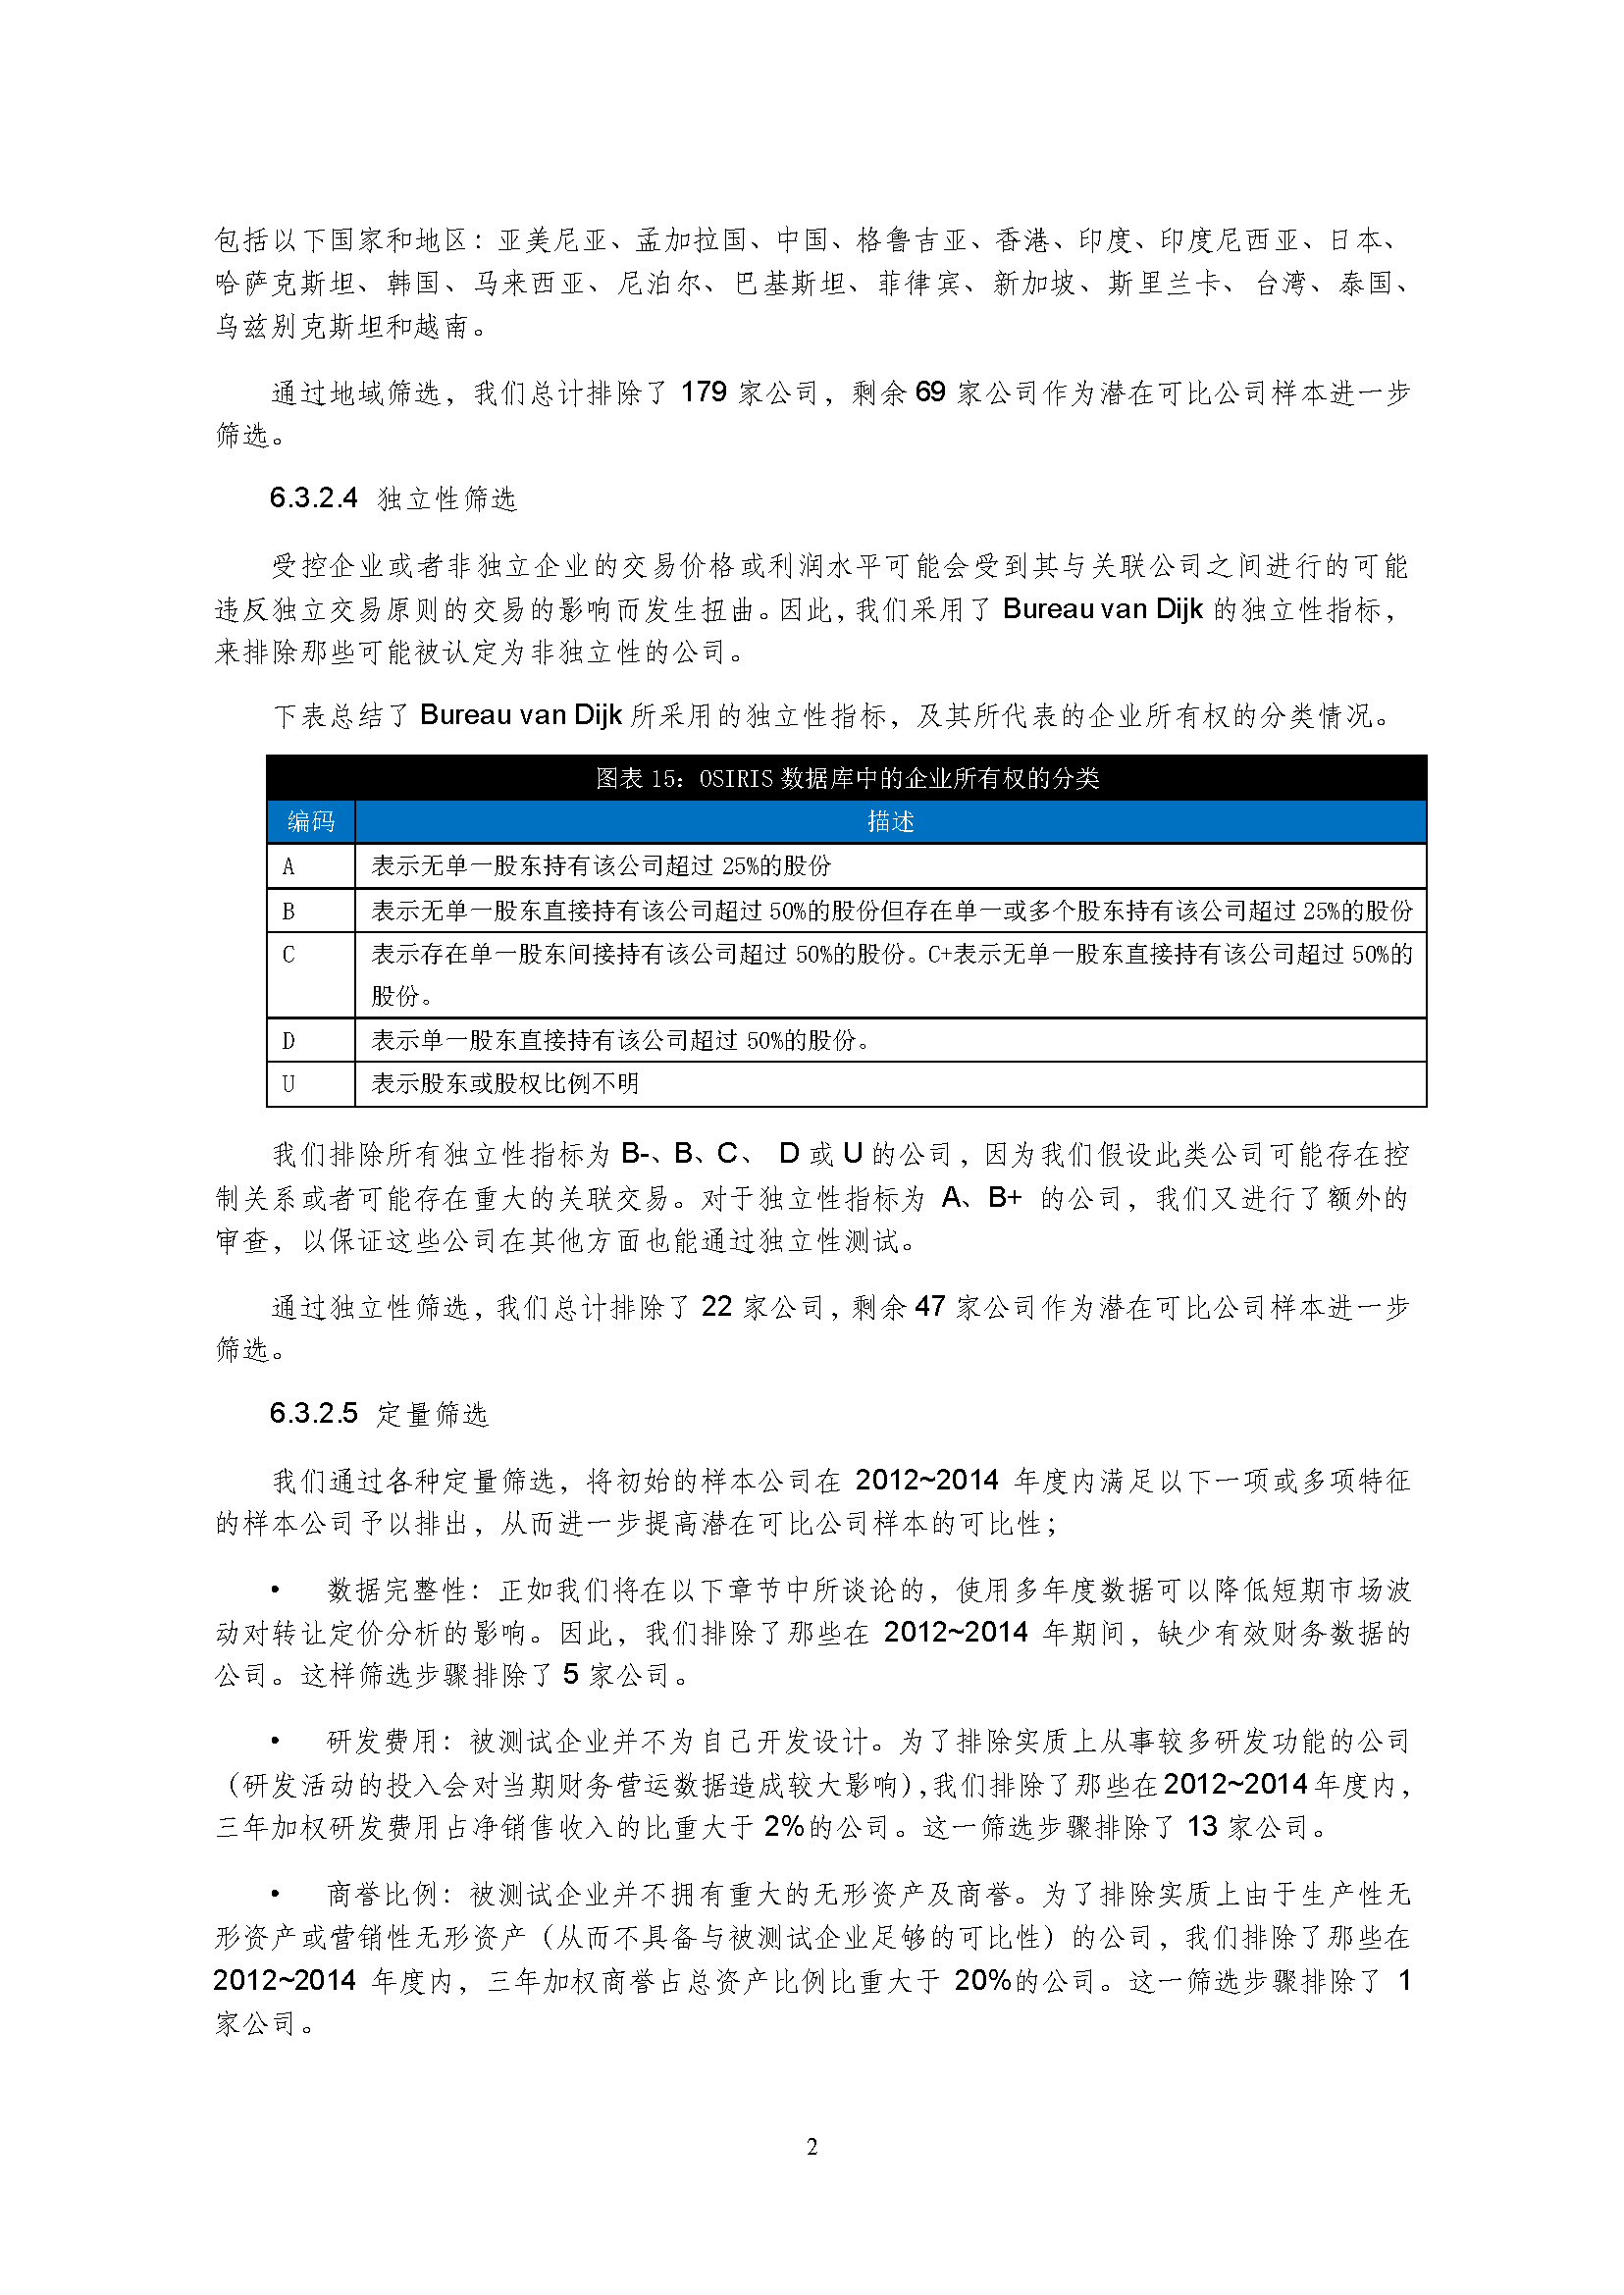 包括以下国家和地区：亚美尼亚、孟加拉国、中国、格鲁吉亚、香港、印度、印度尼西亚、日本、
哈萨克斯坦、韩国、马来西亚、尼泊尔、巴基斯坦、菲律宾、新加坡、斯里兰卡、台湾、泰国、
乌兹别克斯坦和越南。
通过地域筛选，我们总计排除了 179 家公司，剩余 69 家公司作为潜在可比公司样本进一步
筛选。
6.3.2.4 独立性筛选
受控企业或者非独立企业的交易价格或利润水平可能会受到其与关联公司之间进行的可能
违反独立交易原则的交易的影响而发生扭曲。因此，我们采用了 Bureau van Dijk 的独立性指标，
来排除那些可能被认定为非独立性的公司。
下表总结了 Bureau van Dijk 所采用的独立性指标，及其所代表的企业所有权的分类情况。
图表 15：OSIRIS 数据库中的企业所有权的分类
编码 描述
A 表示无单一股东持有该公司超过 25%的股份
B 表示无单一股东直接持有该公司超过 50%的股份但存在单一或多个股东持有该公司超过 25%的股份
C 表示存在单一股东间接持有该公司超过 50%的股份。C+表示无单一股东直接持有该公司超过 50%的
股份。
D 表示单一股东直接持有该公司超过 50%的股份。
U 表示股东或股权比例不明
我们排除所有独立性指标为 B-、B、C、 D 或 U 的公司，因为我们假设此类公司可能存在控
制关系或者可能存在重大的关联交易。对于独立性指标为 A、B+ 的公司，我们又进行了额外的
审查，以保证这些公司在其他方面也能通过独立性测试。
通过独立性筛选，我们总计排除了 22 家公司，剩余 47 家公司作为潜在可比公司样本进一步
筛选。
6.3.2.5 定量筛选
我们通过各种定量筛选，将初始的样本公司在 2012~2014 年度内满足以下一项或多项特征
的样本公司予以排出，从而进一步提高潜在可比公司样本的可比性；
• 数据完整性：正如我们将在以下章节中所谈论的，使用多年度数据可以降低短期市场波
动对转让定价分析的影响。因此，我们排除了那些在 2012~2014 年期间，缺少有效财务数据的
公司。这样筛选步骤排除了 5 家公司。
• 研发费用：被测试企业并不为自己开发设计。为了排除实质上从事较多研发功能的公司
（研发活动的投入会对当期财务营运数据造成较大影响），我们排除了那些在 2012~2014 年度内，
三年加权研发费用占净销售收入的比重大于 2%的公司。这一筛选步骤排除了 13 家公司。
• 商誉比例：被测试企业并不拥有重大的无形资产及商誉。为了排除实质上由于生产性无
形资产或营销性无形资产（从而不具备与被测试企业足够的可比性）的公司，我们排除了那些在
2012~2014 年度内，三年加权商誉占总资产比例比重大于 20%的公司。这一筛选步骤排除了 1
家公司。
2